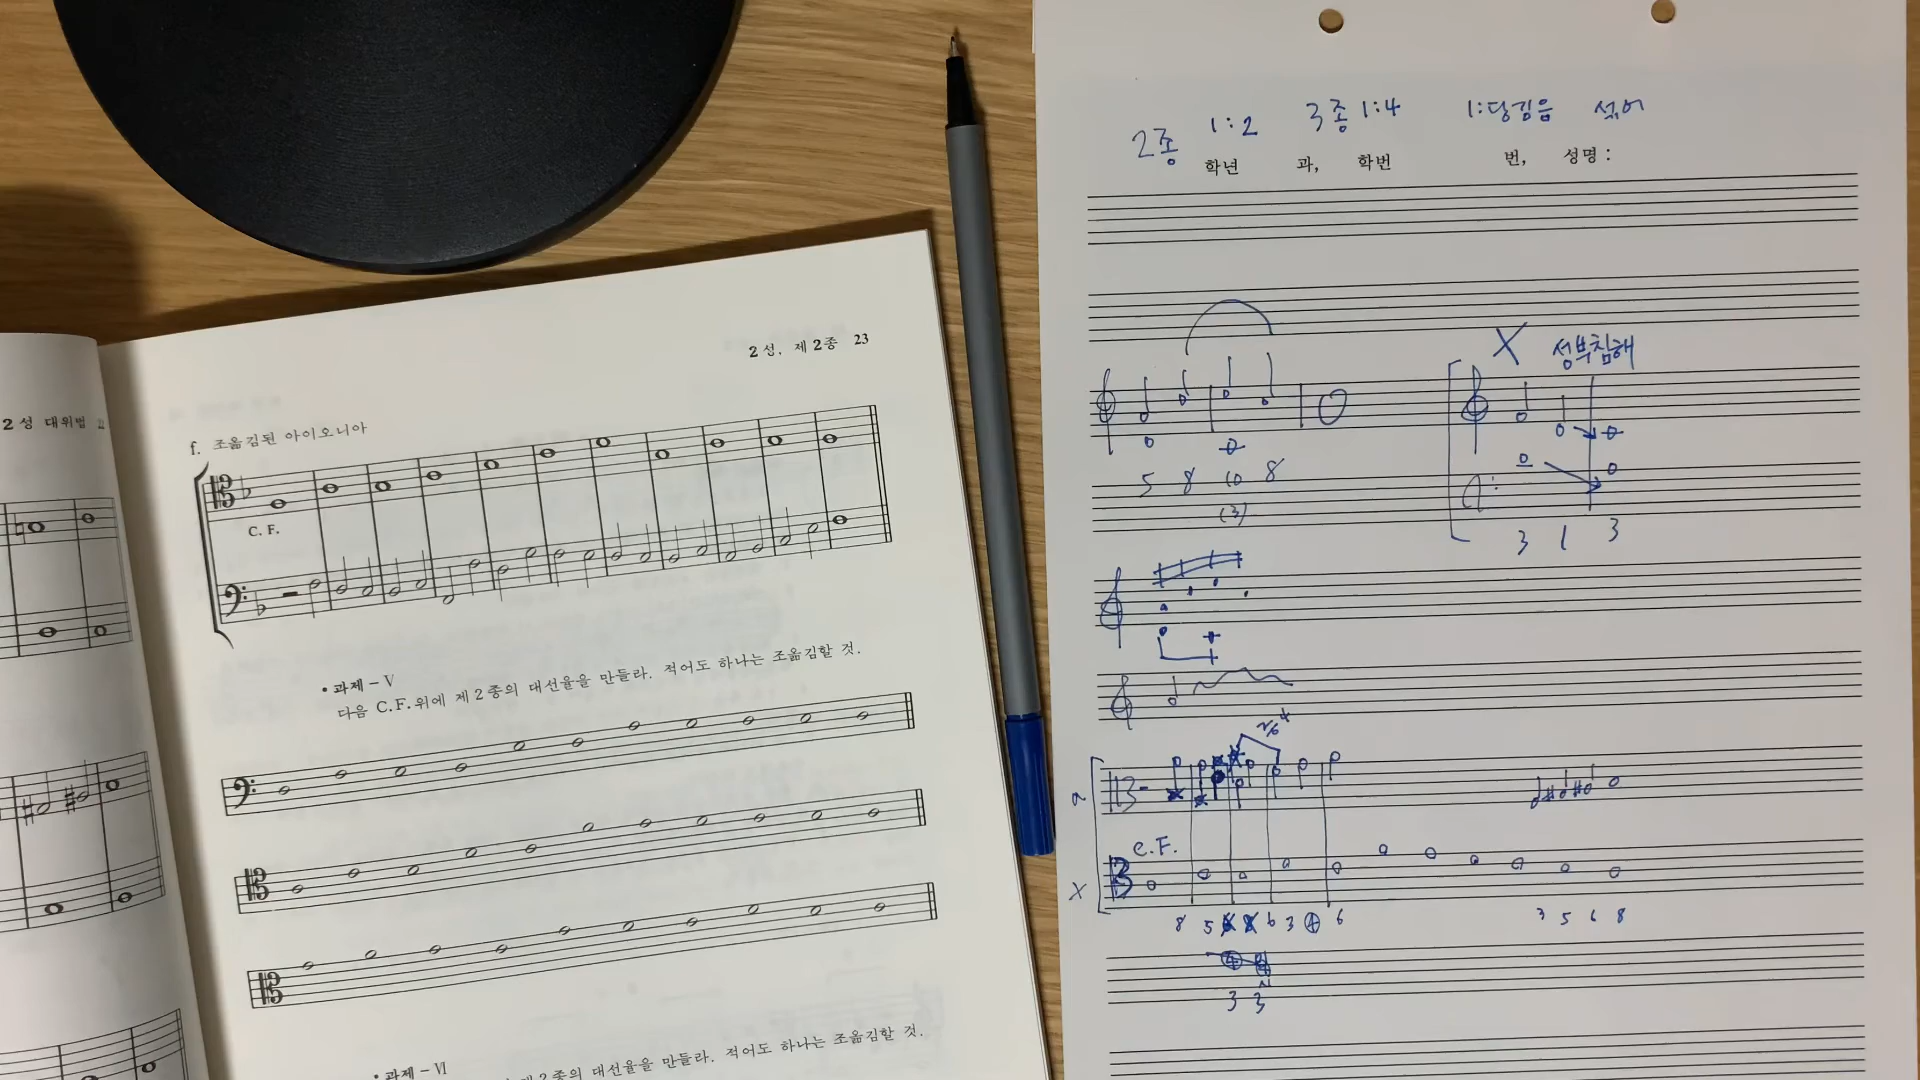 2성 대위법
2성, 제2종 23
f. 조옮김된 아이오니아
C. F.
• 과제 – Ⅴ
다음 C.F.위에 제2종의 대선율을 만들라. 적어도 하나는 조옮김할 것.
• 과제 – Ⅵ
제2종의 대선율을 만들라. 적어도 하나는 조옮김할 것.
2종 1:2 3종 1:4 1:당김음 섞어
학년 과, 학번 번, 성명 :
X 성부침해
5 8 10 8
(3)
3 1 3
a
C.F.
X
8 5 6 3 4 6
3 5 6 8
3 3